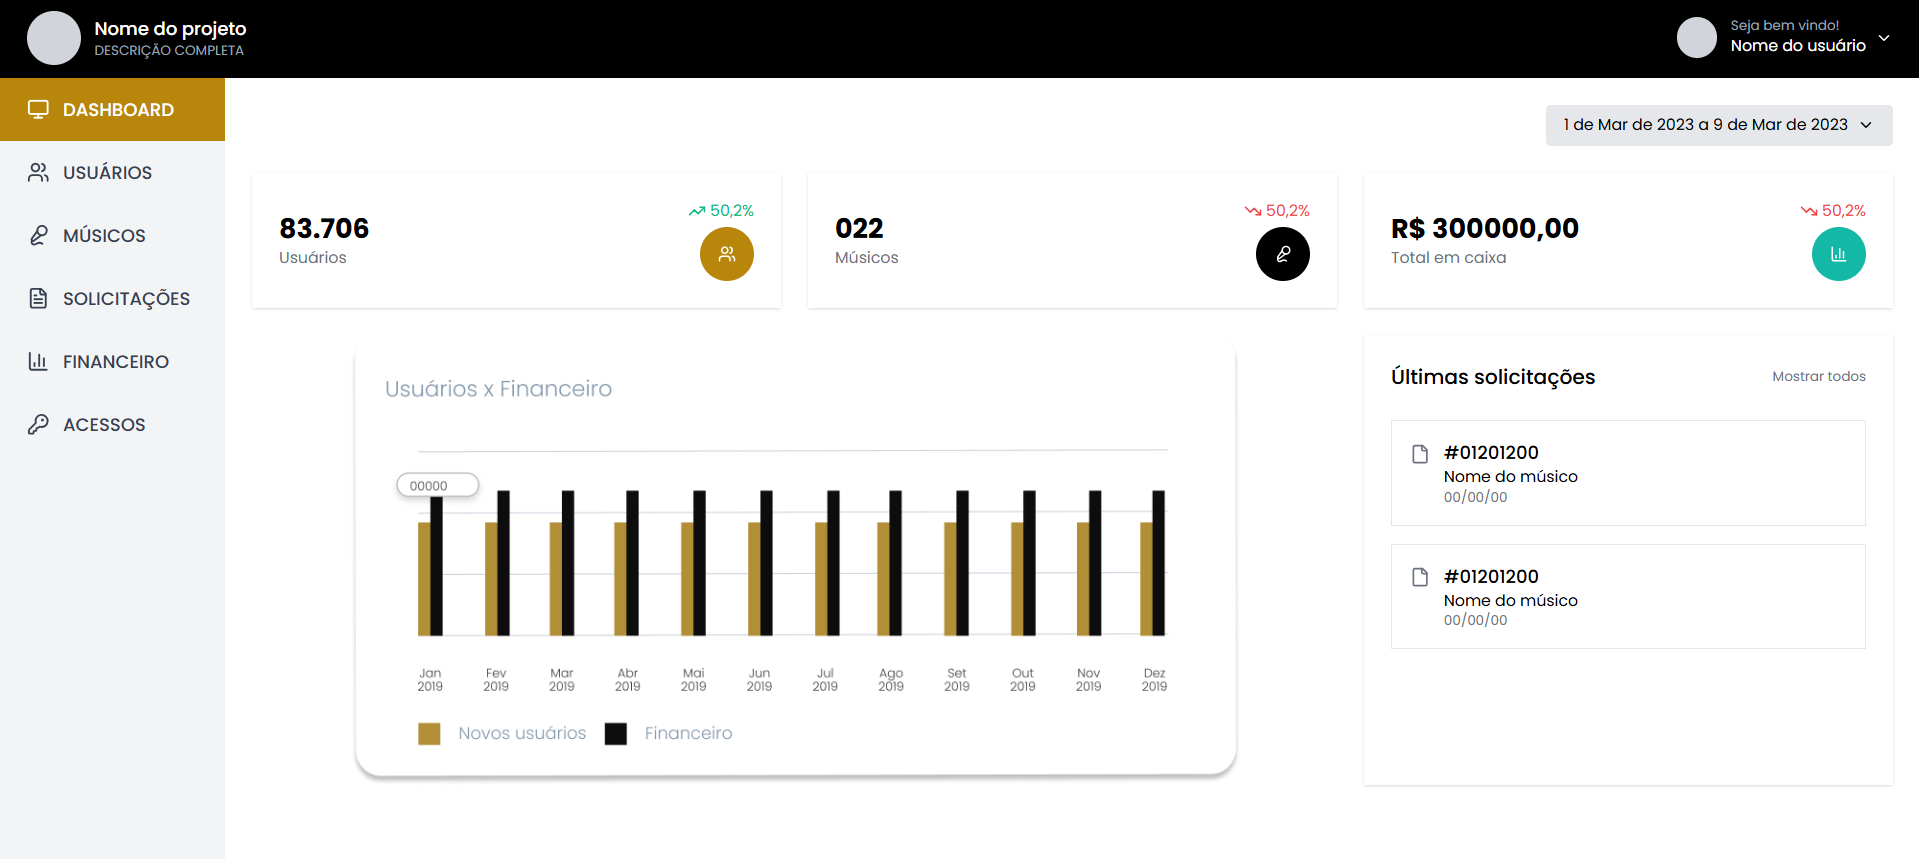 Nome do projeto
DESCRIÇÃO COMPLETA
Seja bem vindo!
Nome do usuário
DASHBOARD
USUÁRIOS
MÚSICOS
SOLICITAÇÕES
FINANCEIRO
ACESSOS
1 de Mar de 2023 a 9 de Mar de 2023
83.706
Usuários
50,2%
022
Músicos
50,2%
R$ 300000,00
Total em caixa
50,2%
Usuários x Financeiro
00000
Jan Fev Mar Abr Mai Jun Jul Ago Set Out Nov Dez
2019 2019 2019 2019 2019 2019 2019 2019 2019 2019 2019 2019
Novos usuários Financeiro
Últimas solicitações
Mostrar todos
#01201200
Nome do músico
00/00/00
#01201200
Nome do músico
00/00/00